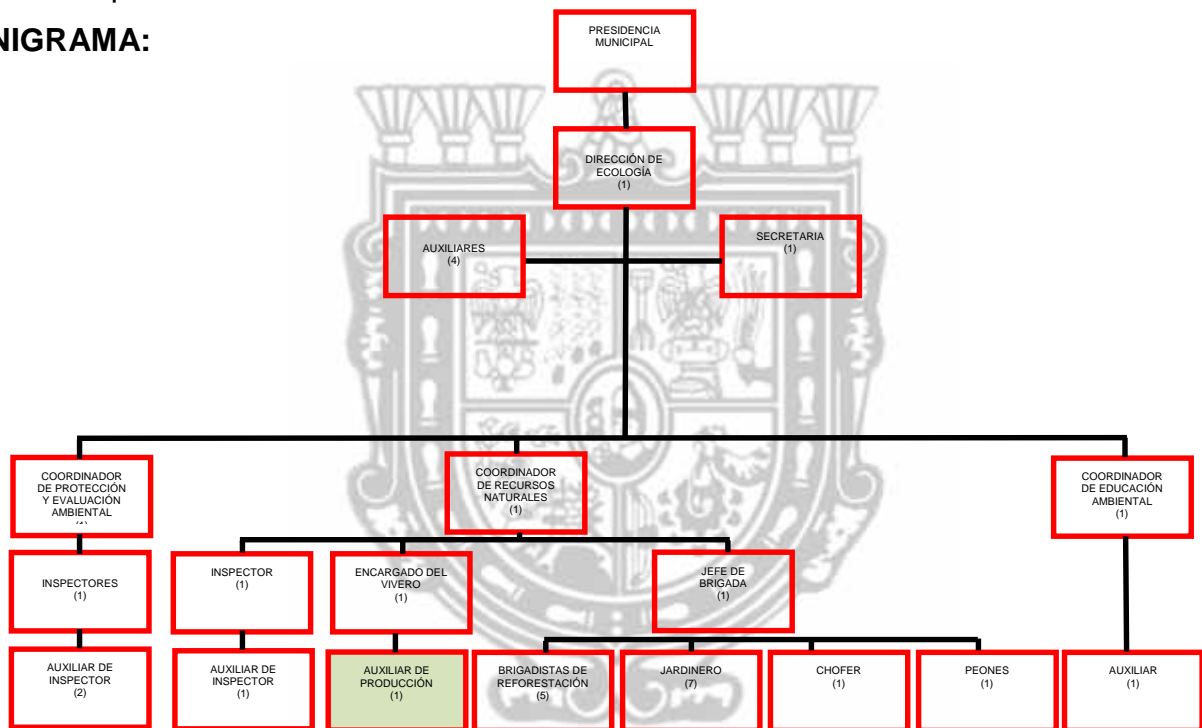 NIGRAMA:
PRESIDENCIA
MUNICIPAL
DIRECCIÓN DE
ECOLOGÍA
(1)
AUXILIARES
(4)
SECRETARIA
(1)
COORDINADOR
DE PROTECCIÓN
Y EVALUACIÓN
AMBIENTAL
COORDINADOR
DE RECURSOS
NATURALES
(1)
COORDINADOR
DE EDUCACIÓN
AMBIENTAL
(1)
INSPECTORES
(1)
INSPECTOR
(1)
ENCARGADO DEL
VIVERO
(1)
JEFE DE
BRIGADA
(1)
AUXILIAR DE
INSPECTOR
(2)
AUXILIAR DE
INSPECTOR
(1)
AUXILIAR DE
PRODUCCIÓN
(1)
BRIGADISTAS DE
REFORESTACIÓN
(5)
JARDINERO
(7)
CHOFER
(1)
PEONES
(1)
AUXILIAR
(1)